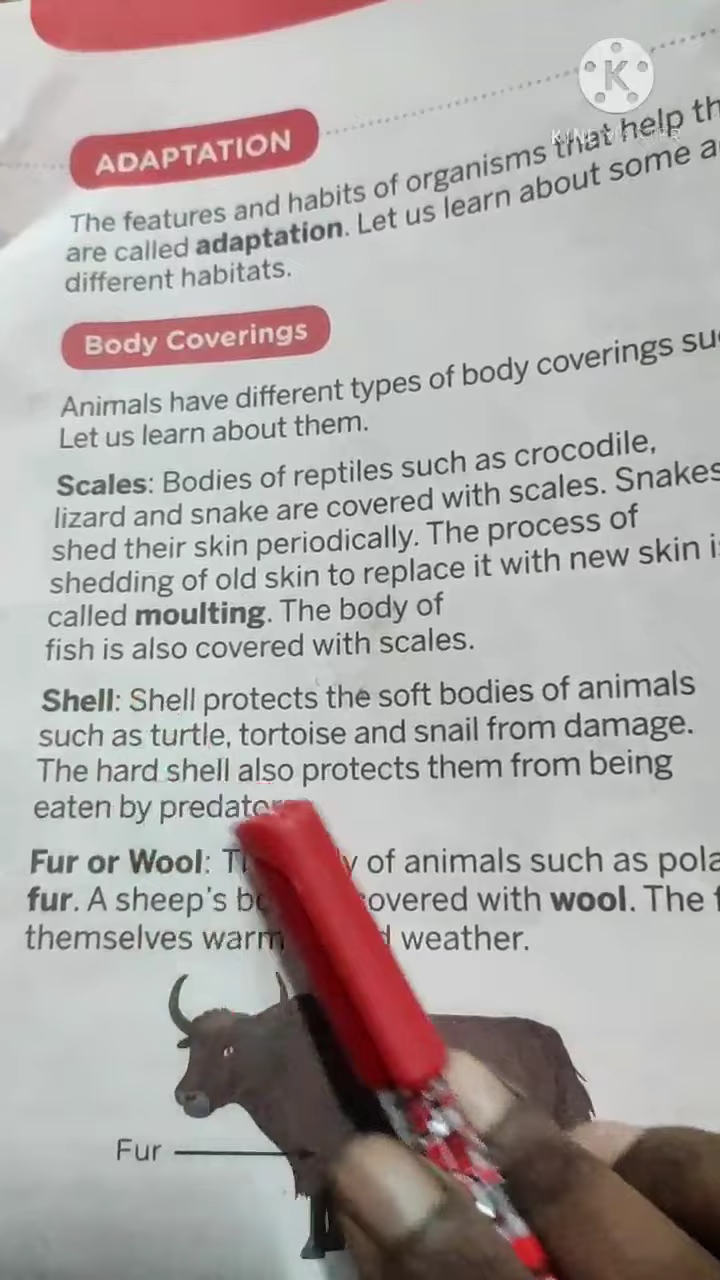 K
KINEMASTER
ADAPTATION
The features and habits of organisms that help
are called adaptation. Let us learn about some
different habitats.
Body Coverings
Animals have different types of body coverings
Let us learn about them.
Scales: Bodies of reptiles such as crocodile,
lizard and snake are covered with scales. Snakes
shed their skin periodically. The process of
shedding of old skin to replace it with new skin
called moulting. The body of
fish is also covered with scales.
Shell: Shell protects the soft bodies of animals
such as turtle, tortoise and snail from damage.
The hard shell also protects them from being
eaten by
Fur or Wool: of animals such as
fur. A sheep's covered with wool. The
themselves warm weather.
Fur